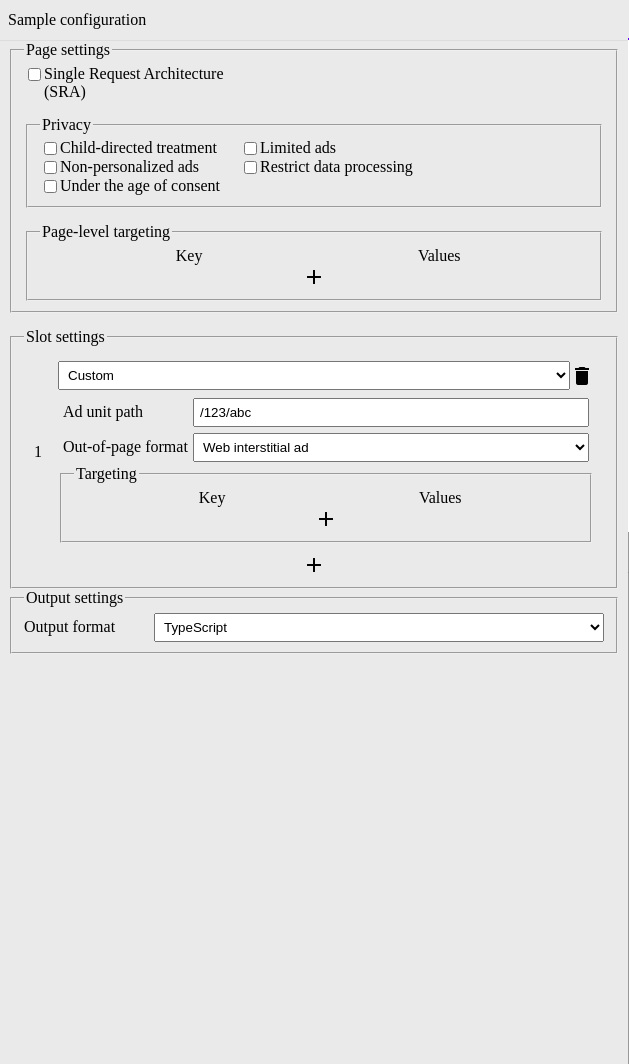 Sample configuration
Page settings
Single Request Architecture
(SRA)
Privacy
Child-directed treatment Limited ads
Non-personalized ads Restrict data processing
Under the age of consent
Page-level targeting
Key Values
Slot settings
Custom
Ad unit path /123/abc
1 Out-of-page format Web interstitial ad
Targeting
Key Values
Output settings
Output format TypeScript